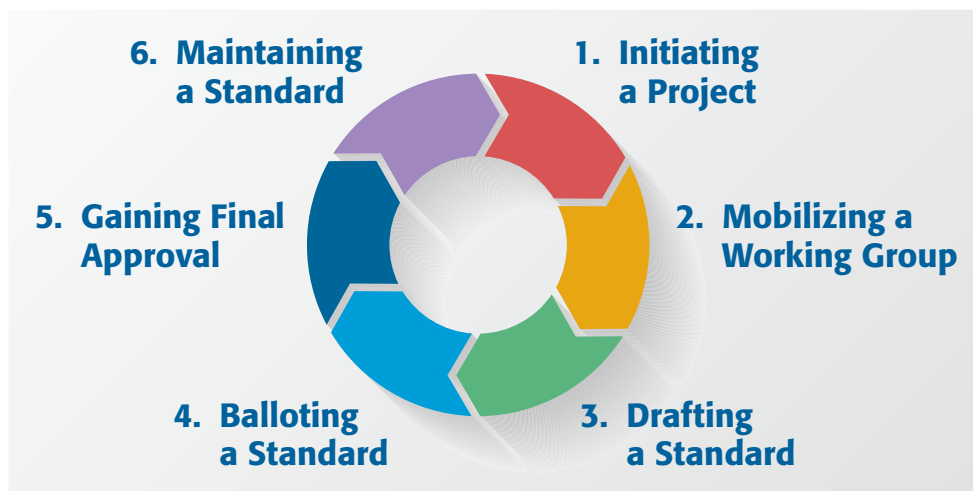 1. Initiating
a Project
2. Mobilizing a
Working Group
3. Drafting
a Standard
4. Balloting
a Standard
5. Gaining Final
Approval
6. Maintaining
a Standard